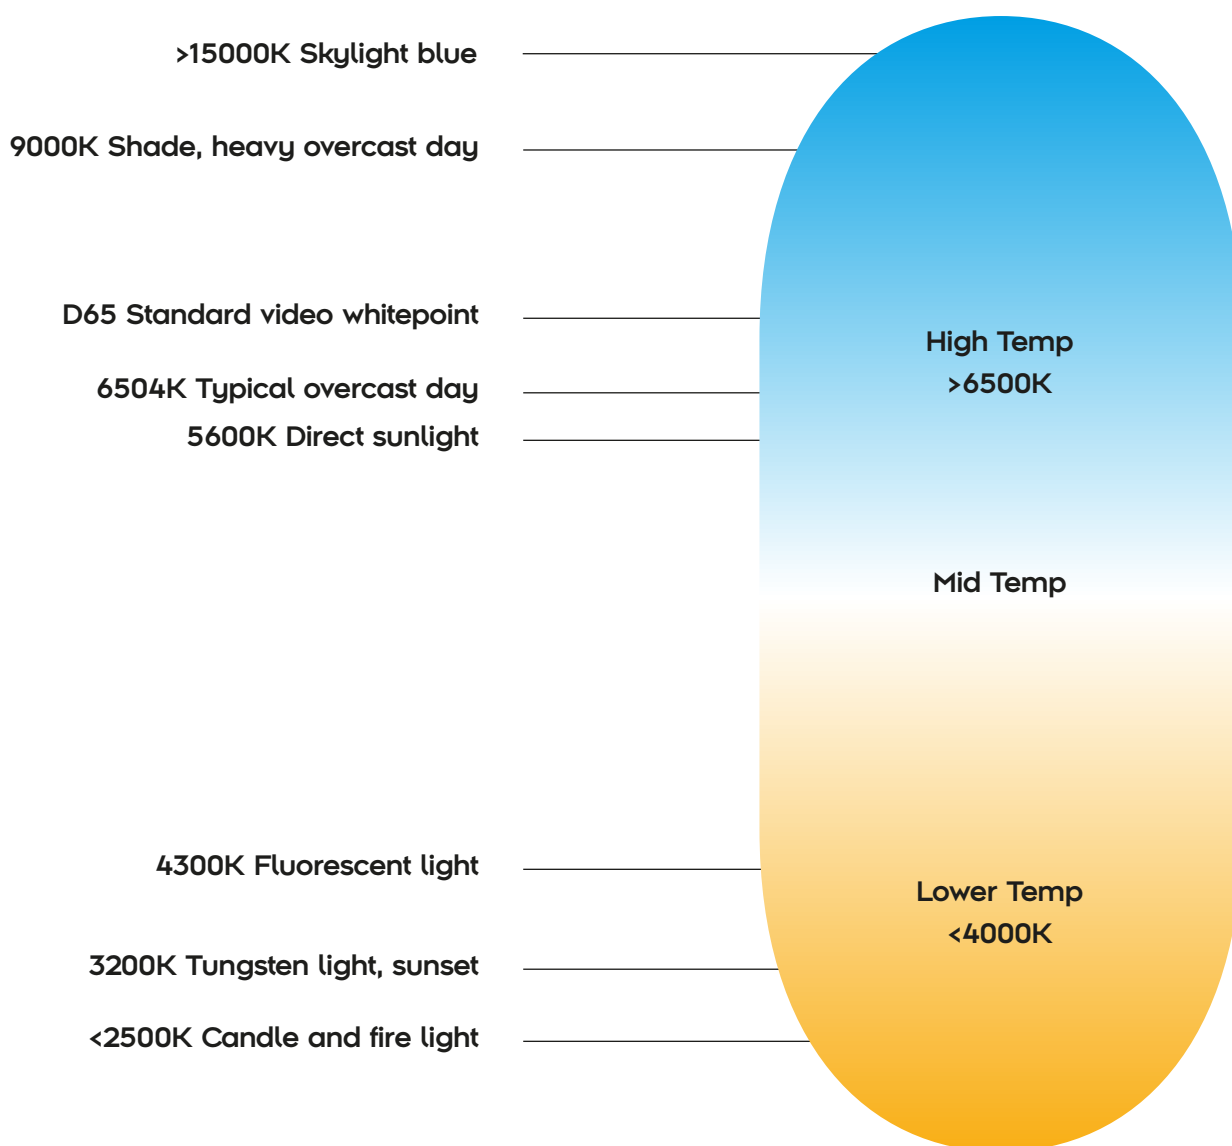 >15000K Skylight blue
9000K Shade, heavy overcast day
D65 Standard video whitepoint
6504K Typical overcast day
5600K Direct sunlight
4300K Fluorescent light
3200K Tungsten light, sunset
<2500K Candle and fire light
High Temp
>6500K
Mid Temp
Lower Temp
<4000K